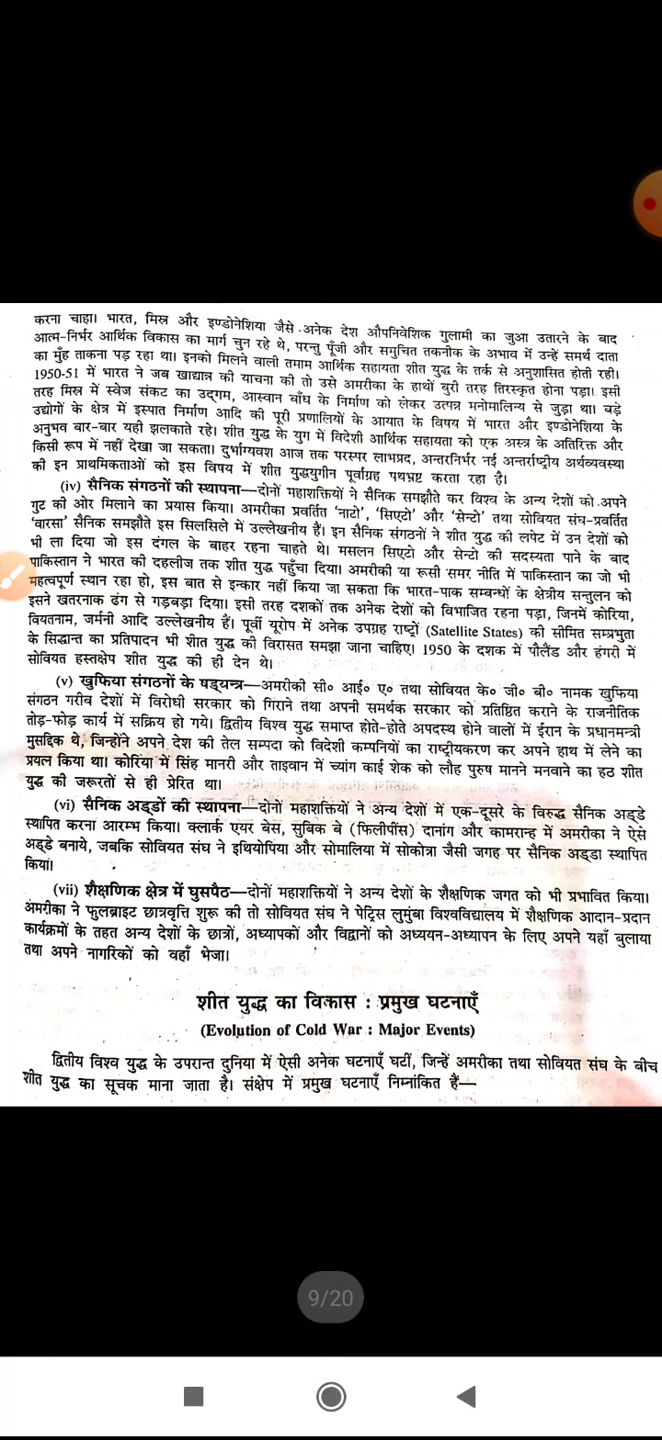 करना चाहा। भारत, मिस्र और इण्डोनेशिया जैसे अनेक देश औपनिवेशिक गुलामी का जुआ उतारने के बाद
आत्म-निर्भर आर्थिक विकास का मार्ग चुन रहे थे, परन्तु पूँजी और समुचित तकनीक के अभाव में उन्हें समर्थ दाता
का मुँह ताकना पड़ रहा था। इनको मिलने वाली तमाम आर्थिक सहायता शीत युद्ध के तर्क से अनुशासित होती रही।
1950-51 में भारत ने जब खाद्यान्न की याचना की तो उसे अमरीका के हाथों बुरी तरह तिरस्कृत होना पड़ा। इसी
तरह मिस्र में स्वेज संकट का उद्गम, आस्वान बाँध के निर्माण को लेकर उत्पन्न मनोमालिन्य से जुड़ा था। बड़े
उद्योगों के क्षेत्र में इस्पात निर्माण आदि की पूरी प्रणालियों के आयात के विषय में भारत और इण्डोनेशिया के
अनुभव बार-बार यही झलकाते रहे। शीत युद्ध के युग में विदेशी आर्थिक सहायता को एक अस्त्र के अतिरिक्त और
किसी रूप में नहीं देखा जा सकता। दुर्भाग्यवश आज तक परस्पर लाभप्रद, अन्तरनिर्भर नई अन्तर्राष्ट्रीय अर्थव्यवस्था
की इन प्राथमिकताओं को इस विषय में शीत युद्धयुगीन पूर्वाग्रह पथभ्रष्ट करता रहा है।
(iv) सैनिक संगठनों की स्थापना—दोनों महाशक्तियों ने सैनिक समझौते कर विश्व के अन्य देशों को अपने
गुट की ओर मिलाने का प्रयास किया। अमरीका प्रवर्तित 'नाटो', 'सिएटो' और 'सेन्टो' तथा सोवियत संघ-प्रवर्तित
'वारसा' सैनिक समझौते इस सिलसिले में उल्लेखनीय हैं। इन सैनिक संगठनों ने शीत युद्ध की लपेट में उन देशों को
भी ला दिया जो इस दंगल के बाहर रहना चाहते थे। मसलन सिएटो और सेन्टो की सदस्यता पाने के बाद
पाकिस्तान ने भारत की दहलीज तक शीत युद्ध पहुँचा दिया। अमरीकी या रूसी समर नीति में पाकिस्तान का जो भी
महत्वपूर्ण स्थान रहा हो, इस बात से इन्कार नहीं किया जा सकता कि भारत-पाक सम्बन्धों के क्षेत्रीय सन्तुलन को
इसने खतरनाक ढंग से गड़बड़ा दिया। इसी तरह दशकों तक अनेक देशों को विभाजित रहना पड़ा, जिनमें कोरिया,
वियतनाम, जर्मनी आदि उल्लेखनीय हैं। पूर्वी यूरोप में अनेक उपग्रह राष्ट्रों (Satellite States) की सीमित सम्प्रभुता
के सिद्धान्त का प्रतिपादन भी शीत युद्ध की विरासत समझा जाना चाहिए। 1950 के दशक में पौलैंड और हंगरी में
सोवियत हस्तक्षेप शीत युद्ध की ही देन थे।
(v) खुफिया संगठनों के षड्यन्त्र—अमरीकी सी० आई० ए० तथा सोवियत के० जी० बी० नामक खुफिया
संगठन गरीब देशों में विरोधी सरकार को गिराने तथा अपनी समर्थक सरकार को प्रतिष्ठित कराने के राजनीतिक
तोड़-फोड़ कार्य में सक्रिय हो गये। द्वितीय विश्व युद्ध समाप्त होते-होते अपदस्थ होने वालों में ईरान के प्रधानमन्त्री
मुसद्दिक थे, जिन्होंने अपने देश की तेल सम्पदा को विदेशी कम्पनियों का राष्ट्रीयकरण कर अपने हाथ में लेने का
प्रयत्न किया था। कोरिया में सिंह मानरी और ताइवान में च्यांग काई शेक को लौह पुरुष मानने मनवाने का हठ शीत
युद्ध की जरूरतों से ही प्रेरित था।
(vi) सैनिक अड्डों की स्थापना—दोनों महाशक्तियों ने अन्य देशों में एक-दूसरे के विरुद्ध सैनिक अड्डे
स्थापित करना आरम्भ किया। क्लार्क एयर बेस, सुबिक बे (फिलीपींस) दानांग और कामरान्ह में अमरीका ने ऐसे
अड्डे बनाये, जबकि सोवियत संघ ने इथियोपिया और सोमालिया में सोकोत्रा जैसी जगह पर सैनिक अड्डा स्थापित
किया।
(vii) शैक्षणिक क्षेत्र में घुसपैठ—दोनों महाशक्तियों ने अन्य देशों के शैक्षणिक जगत को भी प्रभावित किया।
अमरीका ने फुलब्राइट छात्रवृत्ति शुरू की तो सोवियत संघ ने पेट्रिस लुमुंबा विश्वविद्यालय में शैक्षणिक आदान-प्रदान
कार्यक्रमों के तहत अन्य देशों के छात्रों, अध्यापकों और विद्वानों को अध्ययन-अध्यापन के लिए अपने यहाँ बुलाया
तथा अपने नागरिकों को वहाँ भेजा।
शीत युद्ध का विकास : प्रमुख घटनाएँ
(Evolution of Cold War : Major Events)
द्वितीय विश्व युद्ध के उपरान्त दुनिया में ऐसी अनेक घटनाएँ घटीं, जिन्हें अमरीका तथा सोवियत संघ के बीच
शीत युद्ध का सूचक माना जाता है। संक्षेप में प्रमुख घटनाएँ निम्नांकित हैं—
9/20